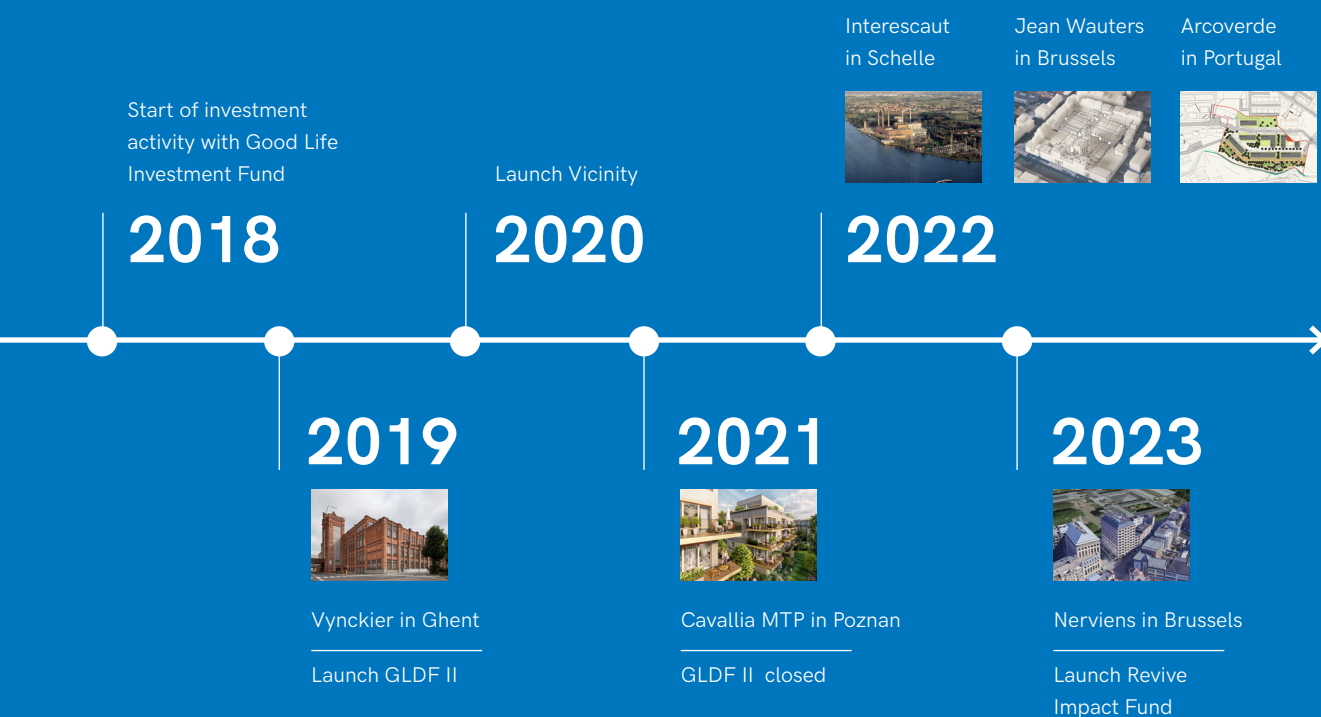 Start of investment
activity with Good Life
Investment Fund
2018
2019
Vynckier in Ghent
Launch GLDF II
Launch Vicinity
2020
2021
Cavallia MTP in Poznan
GLDF II closed
Interescaut
in Schelle
Jean Wauters
in Brussels
Arcoverde
in Portugal
2022
2023
Nerviens in Brussels
Launch Revive
Impact Fund